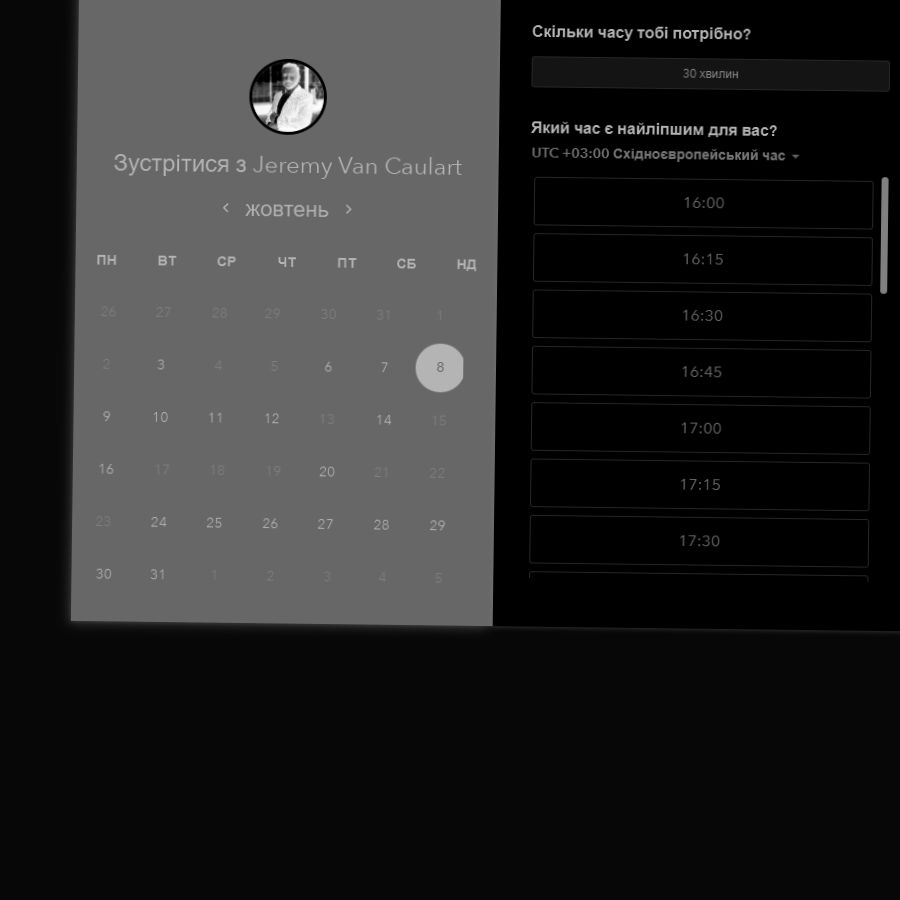 Зустрітися з Jeremy Van Caulart
жовтень
ПН ВТ СР ЧТ ПТ СБ НД
26 27 28 29 30 31 1
2 3 4 5 6 7 8
9 10 11 12 13 14 15
16 17 18 19 20 21 22
23 24 25 26 27 28 29
30 31 1 2 3 4 5
Скільки часу тобі потрібно?
30 хвилин
Який час є найліпшим для вас?
UTC +03:00 Східноєвропейський час
16:00
16:15
16:30
16:45
17:00
17:15
17:30